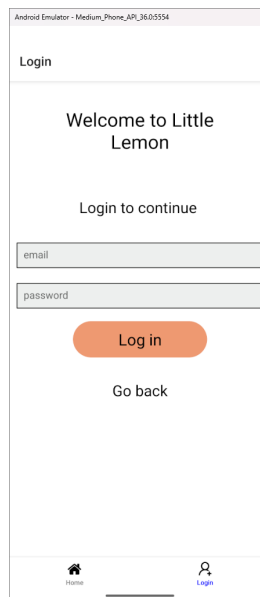 Android Emulator - Medium_Phone_API_36.0:5554
Login
Welcome to Little
Lemon
Login to continue
email
password
Log in
Go back
Home
Login